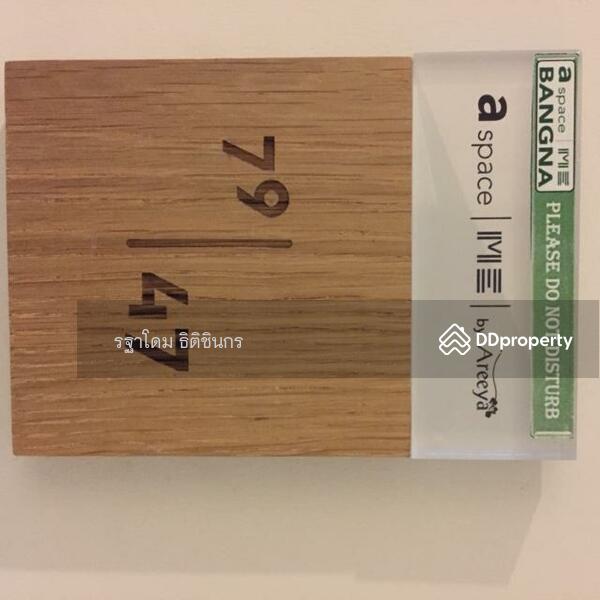 79
47
a space | ME | by Areeya
a space | ME
BANGNA
PLEASE DO NOT DISTURB
รฐาโดม ธิติชินกร
DDproperty